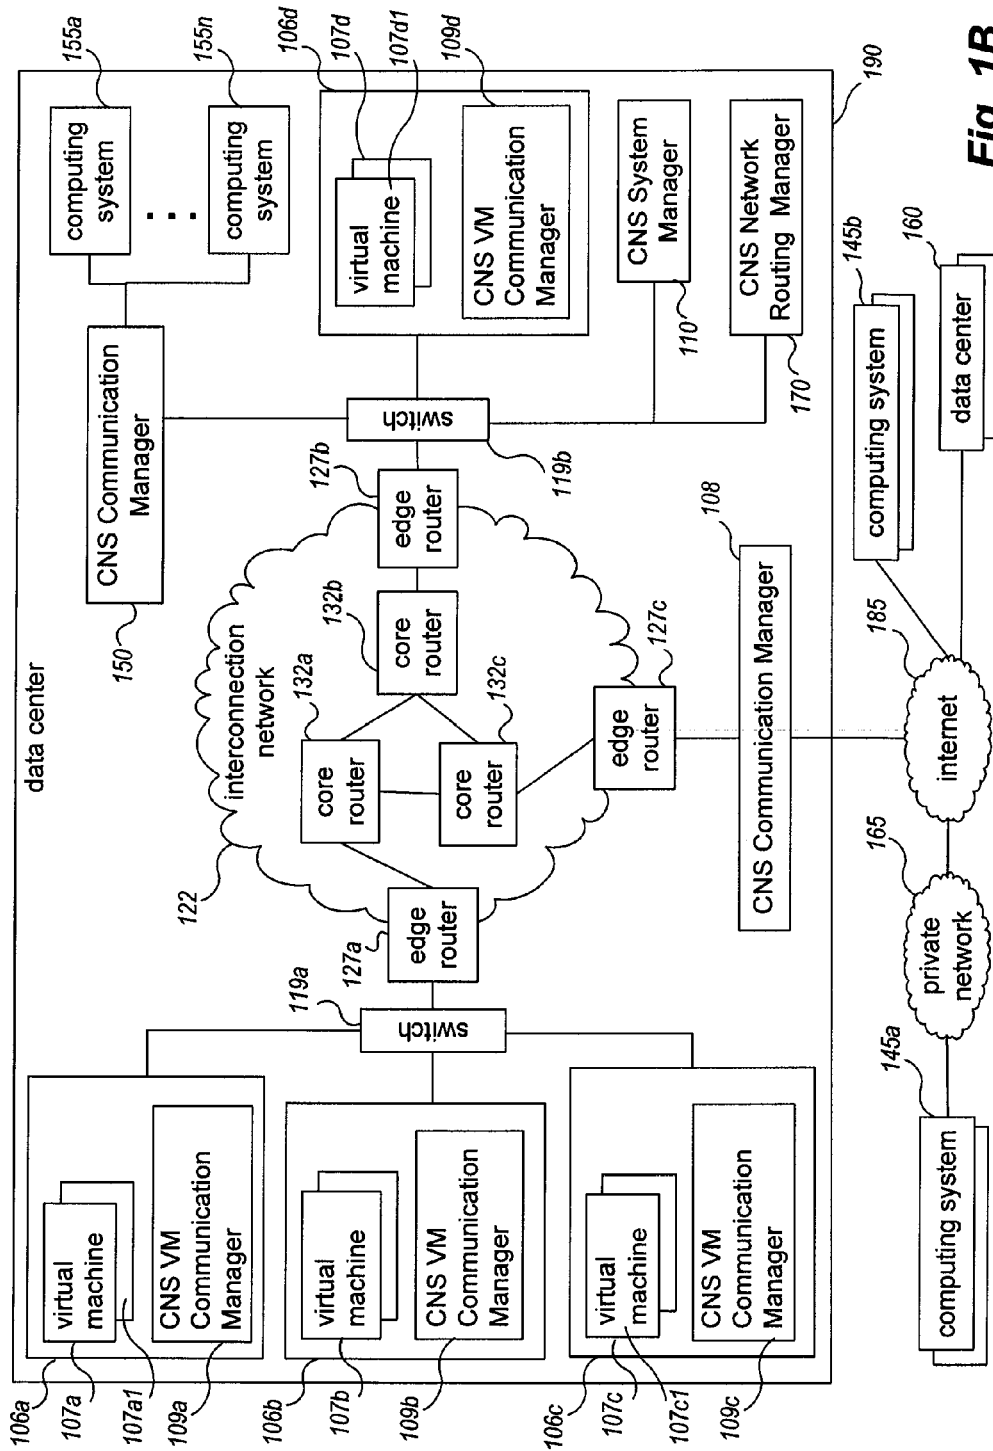 data center
106a
107a
107a1
109a
virtual
machine
CNS VM
Communication
Manager
106b
107b
109b
virtual
machine
CNS VM
Communication
Manager
106c
107c
107c1
109c
virtual
machine
CNS VM
Communication
Manager
119a
switch
127a
edge
router
122
interconnection
network
132a
core
router
132b
core
router
132c
core
router
127b
edge
router
127c
edge
router
119b
switch
150
CNS Communication
Manager
155a
computing
system
155n
computing
system
106d
107d
107d1
109d
virtual
machine
CNS VM
Communication
Manager
110
CNS System
Manager
170
CNS Network
Routing Manager
108
CNS Communication Manager
190
145a
computing system
165
private
network
185
internet
145b
computing system
160
data center
Fig. 1B